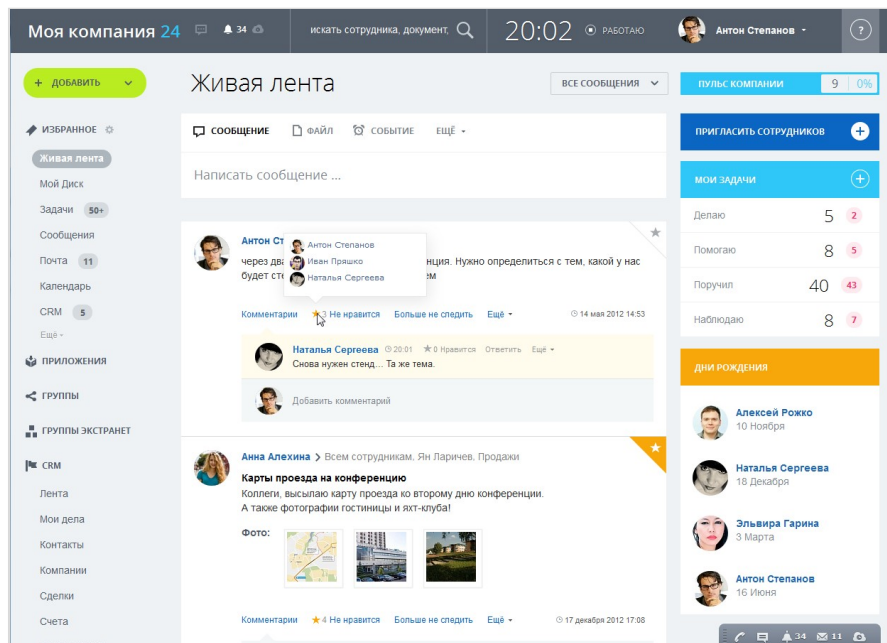 Моя компания 24
34
искать сотрудника, документ,
20:02
РАБОТАЮ
Антон Степанов
?
+ ДОБАВИТЬ
ИЗБРАННОЕ
Живая лента
Мой Диск
Задачи 50+
Сообщения
Почта 11
Календарь
CRM 5
Ещё
ПРИЛОЖЕНИЯ
ГРУППЫ
ГРУППЫ ЭКСТРАНЕТ
CRM
Лента
Мои дела
Контакты
Компании
Сделки
Счета
Живая лента
ВСЕ СООБЩЕНИЯ
СООБЩЕНИЕ ФАЙЛ СОБЫТИЕ ЕЩЁ
Написать сообщение ...
Антон Ст
Антон Степанов
Иван Пряшко
Наталья Сергеева
через два нция. Нужно определиться с тем, какой у нас
будет сте м
Комментарии 3 Не нравится Больше не следить Ещё 14 мая 2012 14:53
Наталья Сергеева 20:01 0 Нравится Ответить Ещё
Снова нужен стенд... Та же тема.
Добавить комментарий
Анна Алехина > Всем сотрудникам, Ян Ларичев, Продажи
Карты проезда на конференцию
Коллеги, высылаю карту проезда ко второму дню конференции.
А также фотографии гостиницы и яхт-клуба!
Фото:
Комментарии 4 Не нравится Больше не следить Ещё 17 декабря 2012 17:08
ПУЛЬС КОМПАНИИ 9 0%
ПРИГЛАСИТЬ СОТРУДНИКОВ +
МОИ ЗАДАЧИ +
Делаю 5 2
Помогаю 8 5
Поручил 40 43
Наблюдаю 8 7
ДНИ РОЖДЕНИЯ
Алексей Рожко
10 Ноября
Наталья Сергеева
18 Декабря
Эльвира Гарина
3 Марта
Антон Степанов
16 Июня
34 11